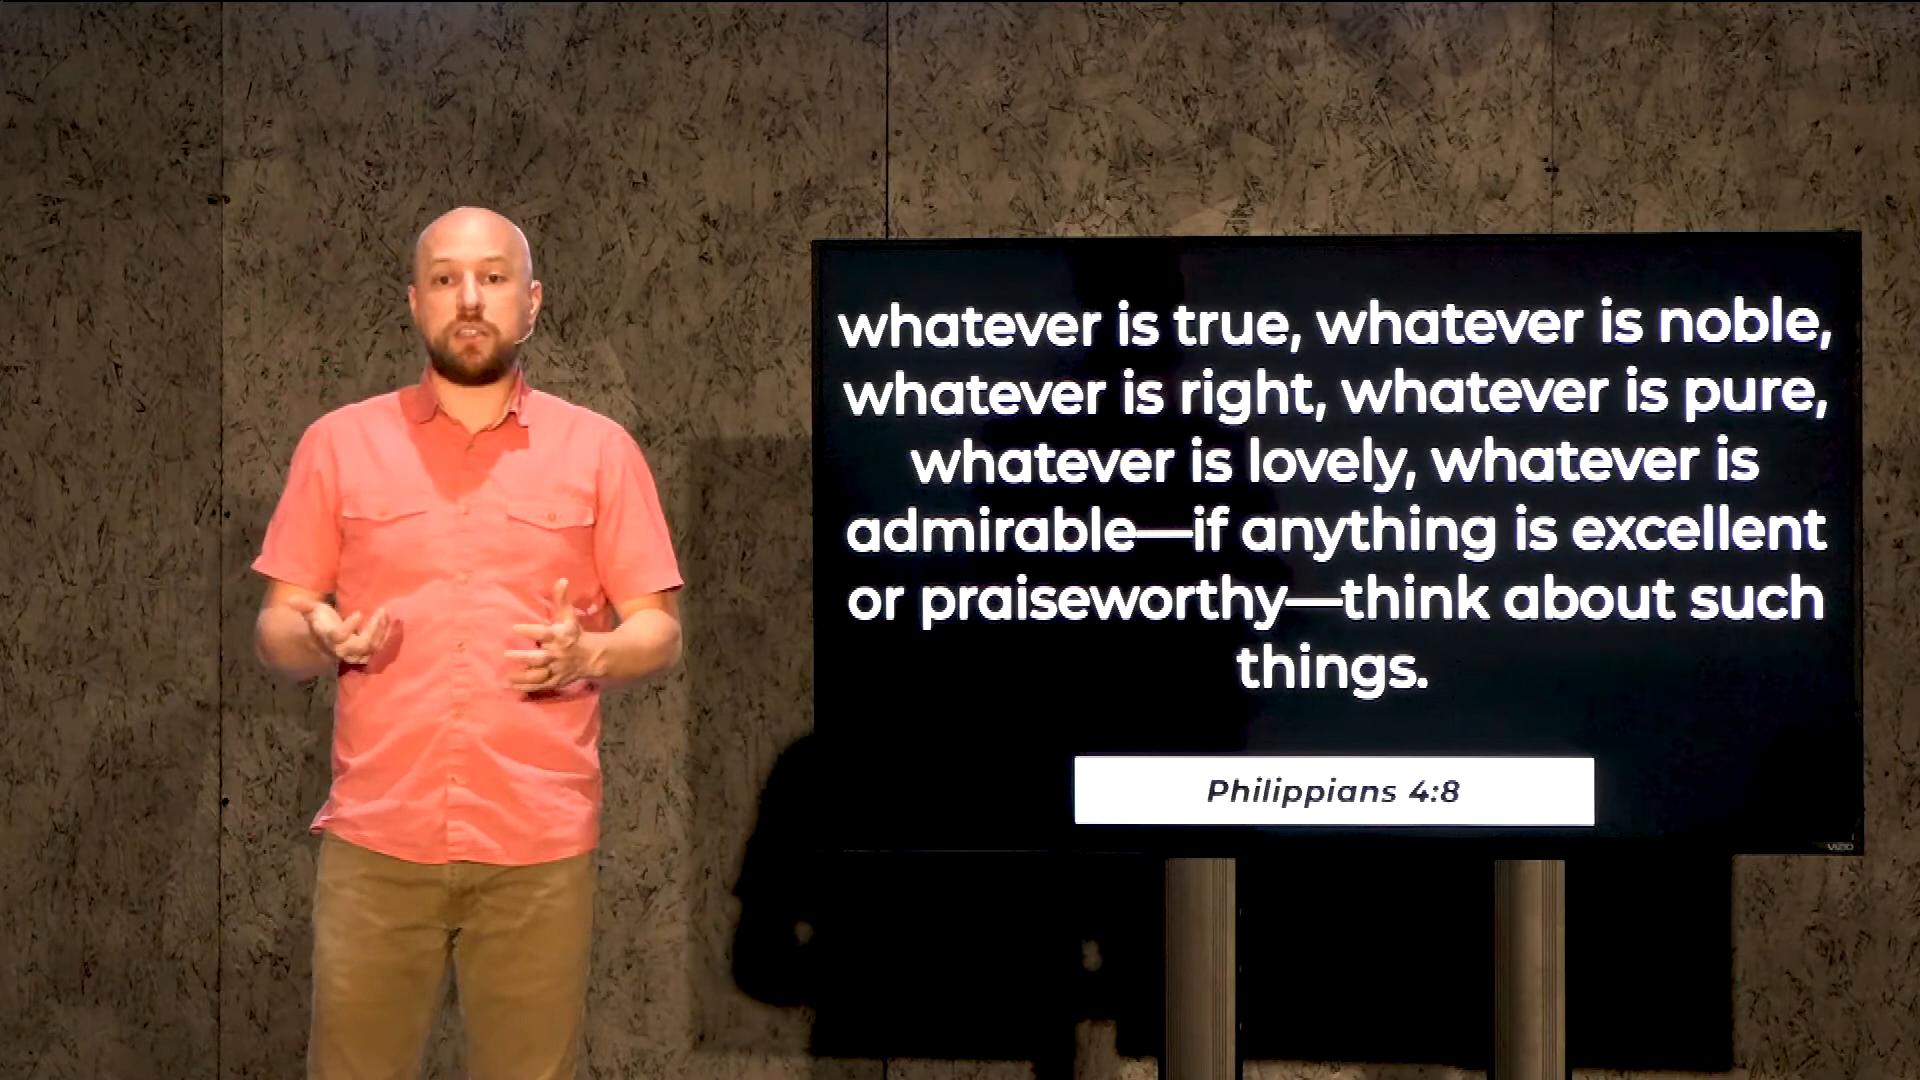 whatever is true, whatever is noble,
whatever is right, whatever is pure,
whatever is lovely, whatever is
admirable—if anything is excellent
or praiseworthy—think about such
things.
Philippians 4:8
VIZIO